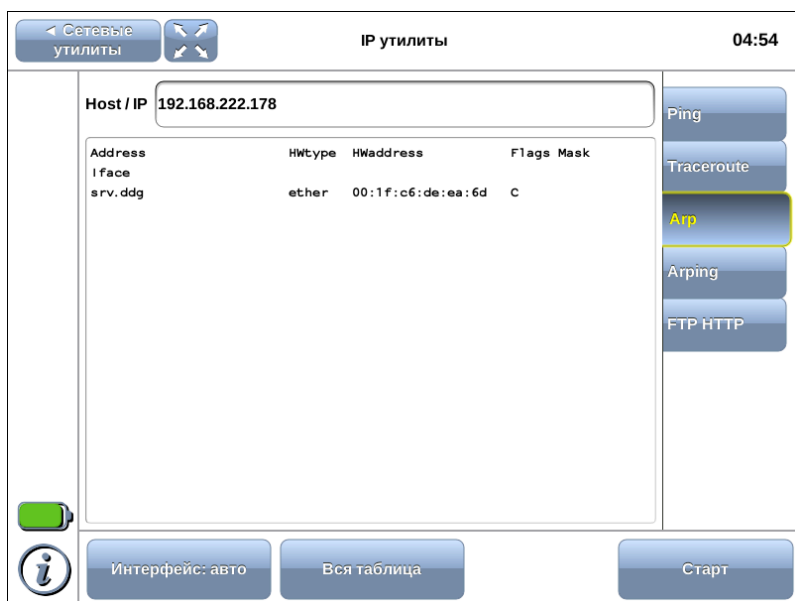 ◄ Сетевые
утилиты
IP утилиты
04:54
Host / IP 192.168.222.178
Address HWtype HWaddress Flags Mask
Iface
srv.ddg ether 00:1f:c6:de:ea:6d C
Ping
Traceroute
Arp
Arping
FTP HTTP
i
Интерфейс: авто
Вся таблица
Старт